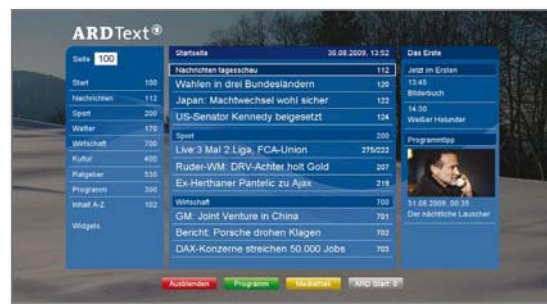 ARD Text
Seite 100
Start 100
Nachrichten 112
Sport 200
Wetter 170
Wirtschaft 700
Kultur 400
Ratgeber 530
Programm 300
Inhalt A-Z 102
Widgets
Startseite 30.08.2009, 13:52
Nachrichten tagesschau 112
Wahlen in drei Bundesländern 120
Japan: Machtwechsel wohl sicher 122
US-Senator Kennedy beigesetzt 124
Sport 200
Live:3 Mal 2.Liga, FCA-Union 275/222
Ruder-WM: DRV-Achter holt Gold 207
Ex-Herthaner Pantelic zu Ajax 219
Wirtschaft 700
GM: Joint Venture in China 701
Bericht: Porsche drohen Klagen 702
DAX-Konzerne streichen 50.000 Jobs 703
Das Erste
Jetzt im Ersten
13:45
Bilderbuch
14:30
Weißer Holunder
Programmtipp
31.08.2009, 00:35
Der nächtliche Lauscher
Ausblenden
Programm
Mediathek
ARD Start: 0